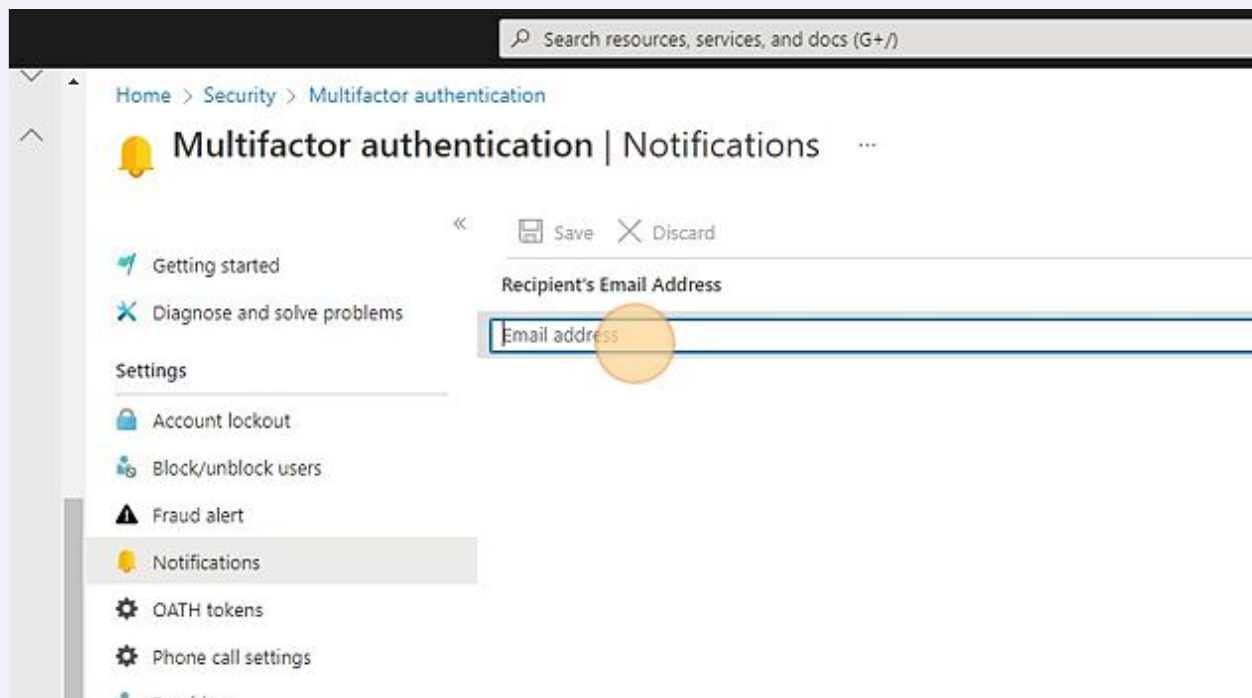 Search resources, services, and docs (G+/)
Home > Security > Multifactor authentication
Multifactor authentication | Notifications ...
«
Save Discard
Getting started
Diagnose and solve problems
Recipient's Email Address
Email address
Settings
Account lockout
Block/unblock users
Fraud alert
Notifications
OATH tokens
Phone call settings